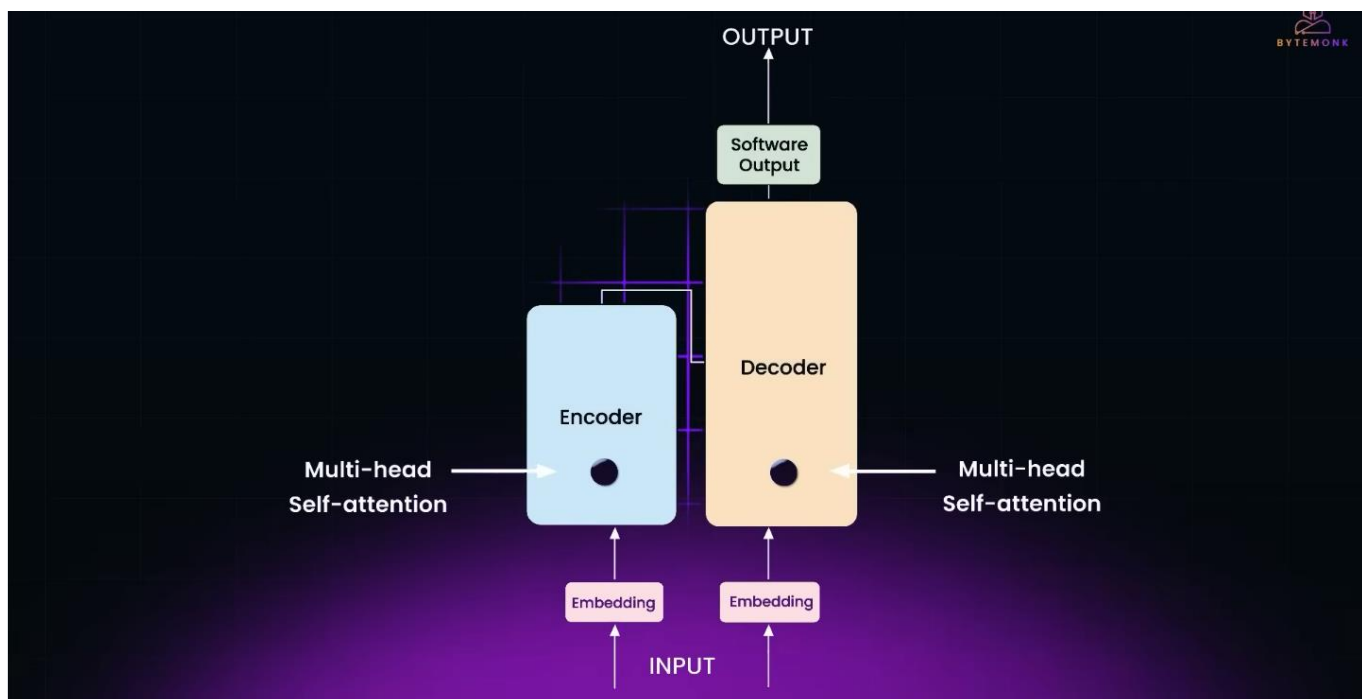 BYTEMONK
OUTPUT
Software
Output
Decoder
Encoder
Multi-head
Self-attention
Multi-head
Self-attention
Embedding
Embedding
INPUT